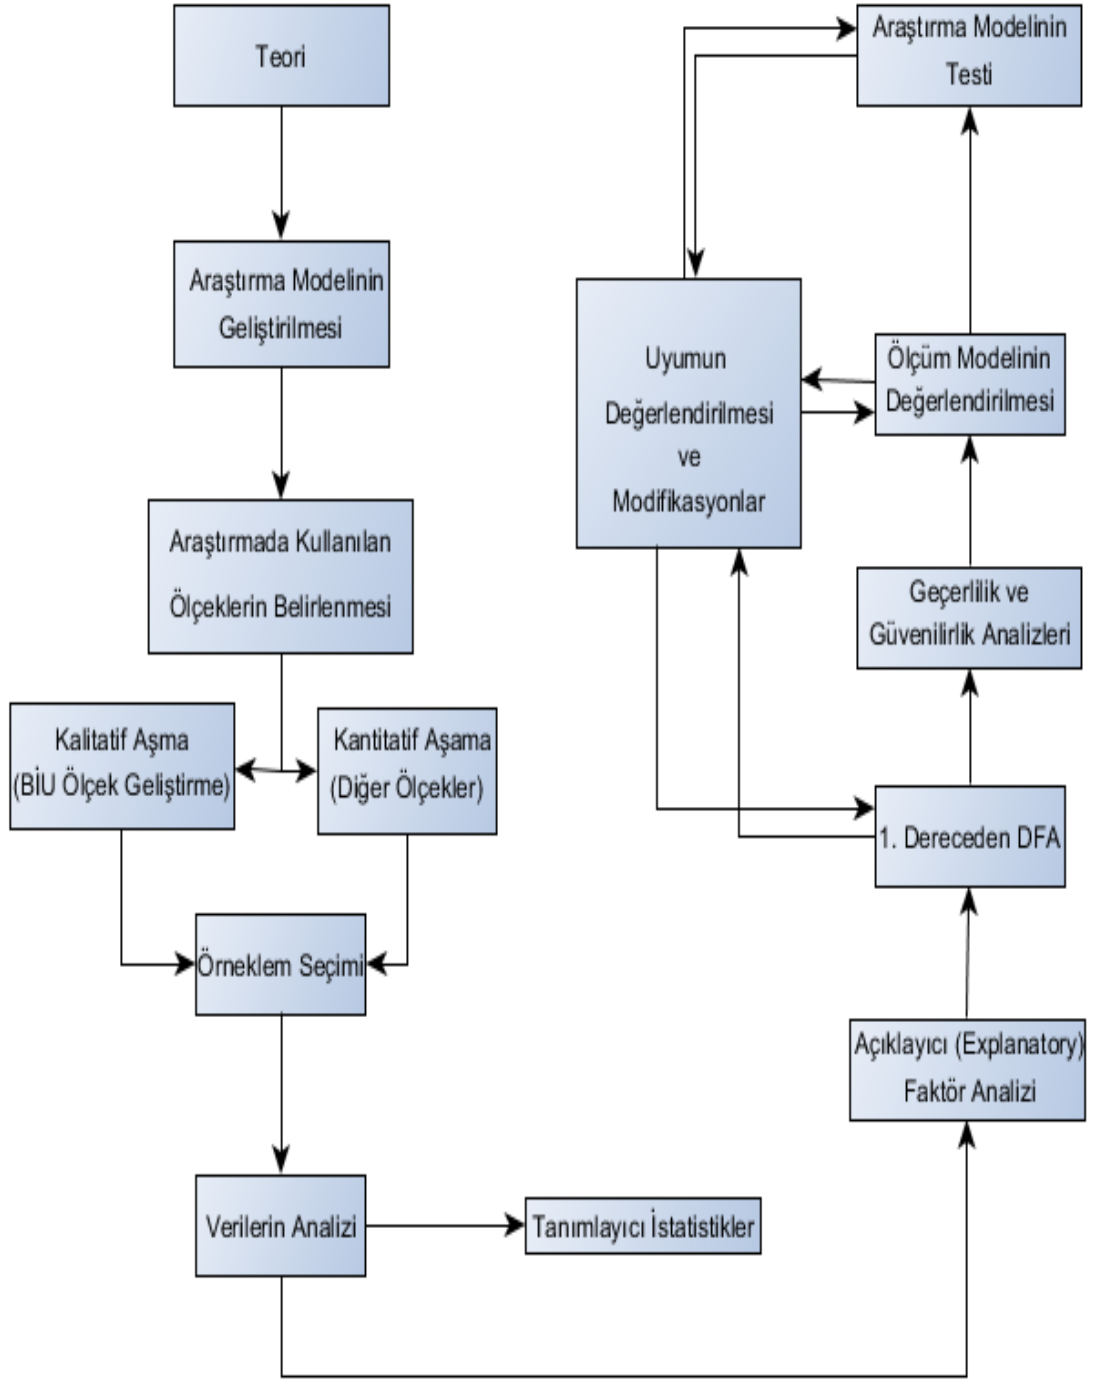 Teori
Araştırma Modelinin
Geliştirilmesi
Araştırmada Kullanılan
Ölçeklerin Belirlenmesi
Kalitatif Aşma
(BİU Ölçek Geliştirme)
Kantitatif Aşama
(Diğer Ölçekler)
Örneklem Seçimi
Verilerin Analizi
Tanımlayıcı İstatistikler
Açıklayıcı (Explanatory)
Faktör Analizi
1. Dereceden DFA
Geçerlilik ve
Güvenilirlik Analizleri
Ölçüm Modelinin
Değerlendirilmesi
Uyumun
Değerlendirilmesi
ve
Modifikasyonlar
Araştırma Modelinin
Testi